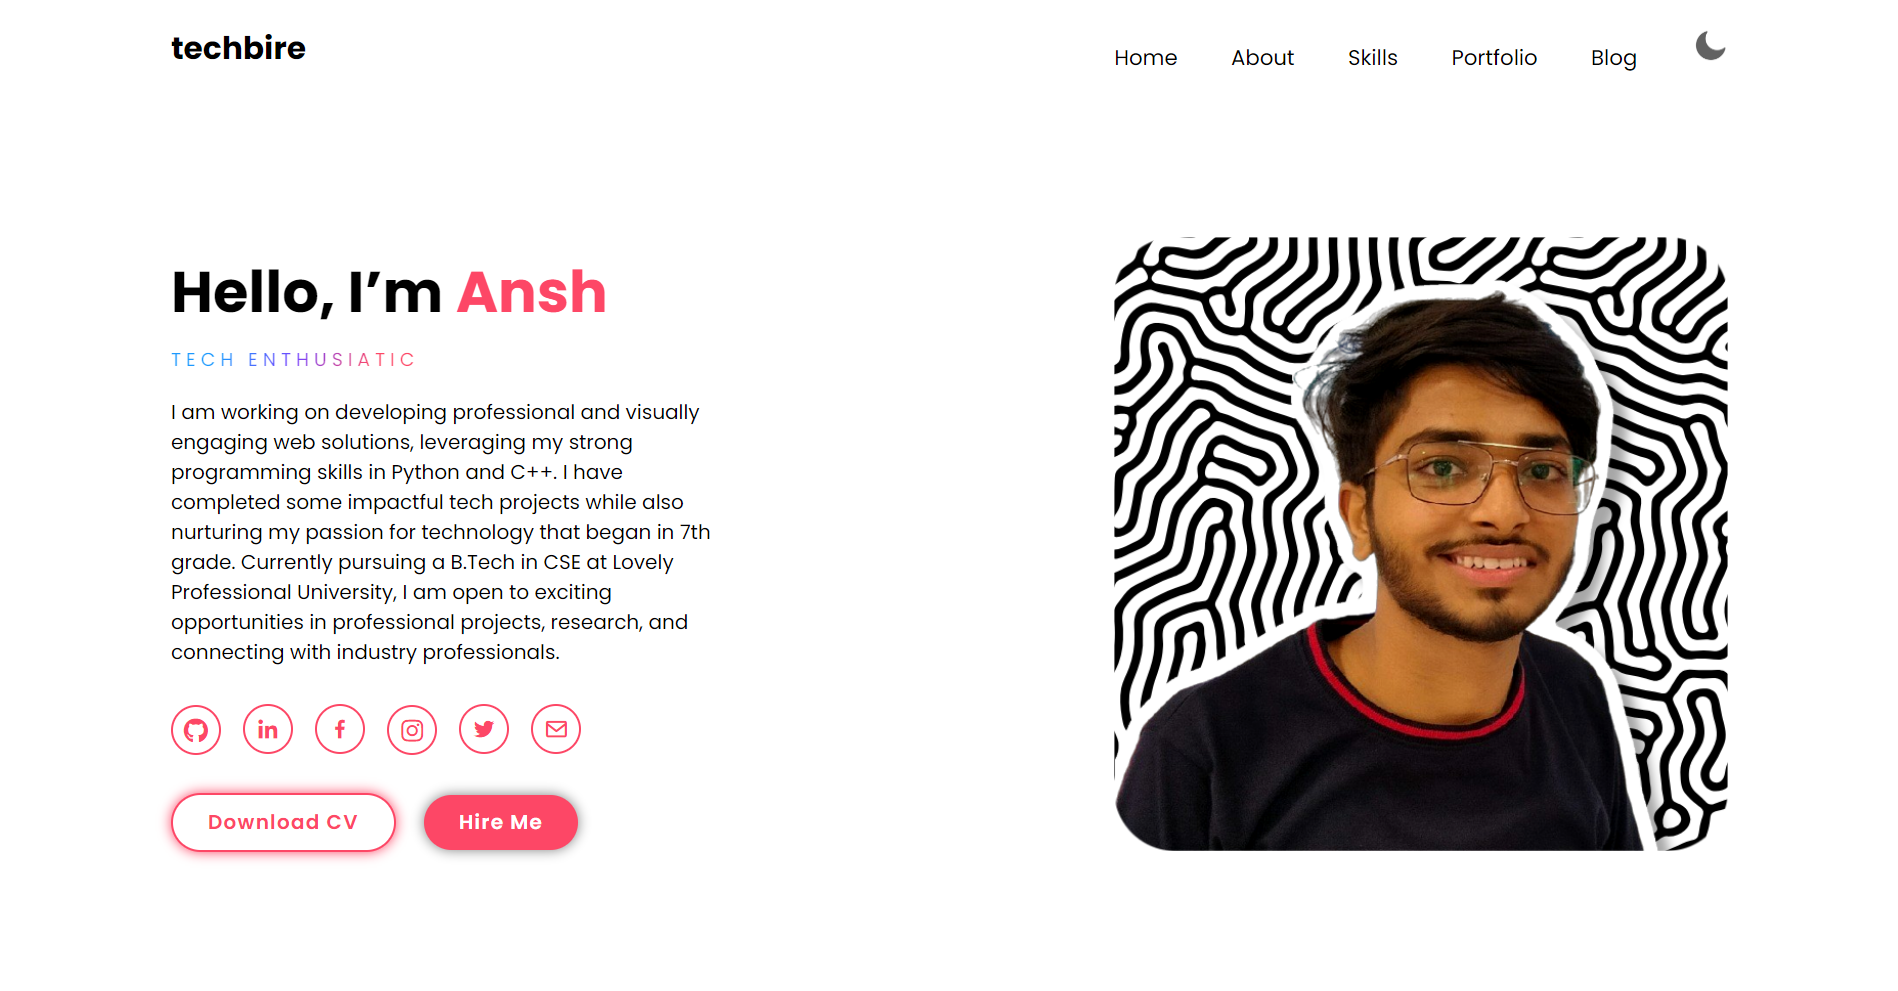 techbire
Home About Skills Portfolio Blog
Hello, I’m Ansh
TECH ENTHUSIATIC
I am working on developing professional and visually
engaging web solutions, leveraging my strong
programming skills in Python and C++. I have
completed some impactful tech projects while also
nurturing my passion for technology that began in 7th
grade. Currently pursuing a B.Tech in CSE at Lovely
Professional University, I am open to exciting
opportunities in professional projects, research, and
connecting with industry professionals.
Download CV Hire Me